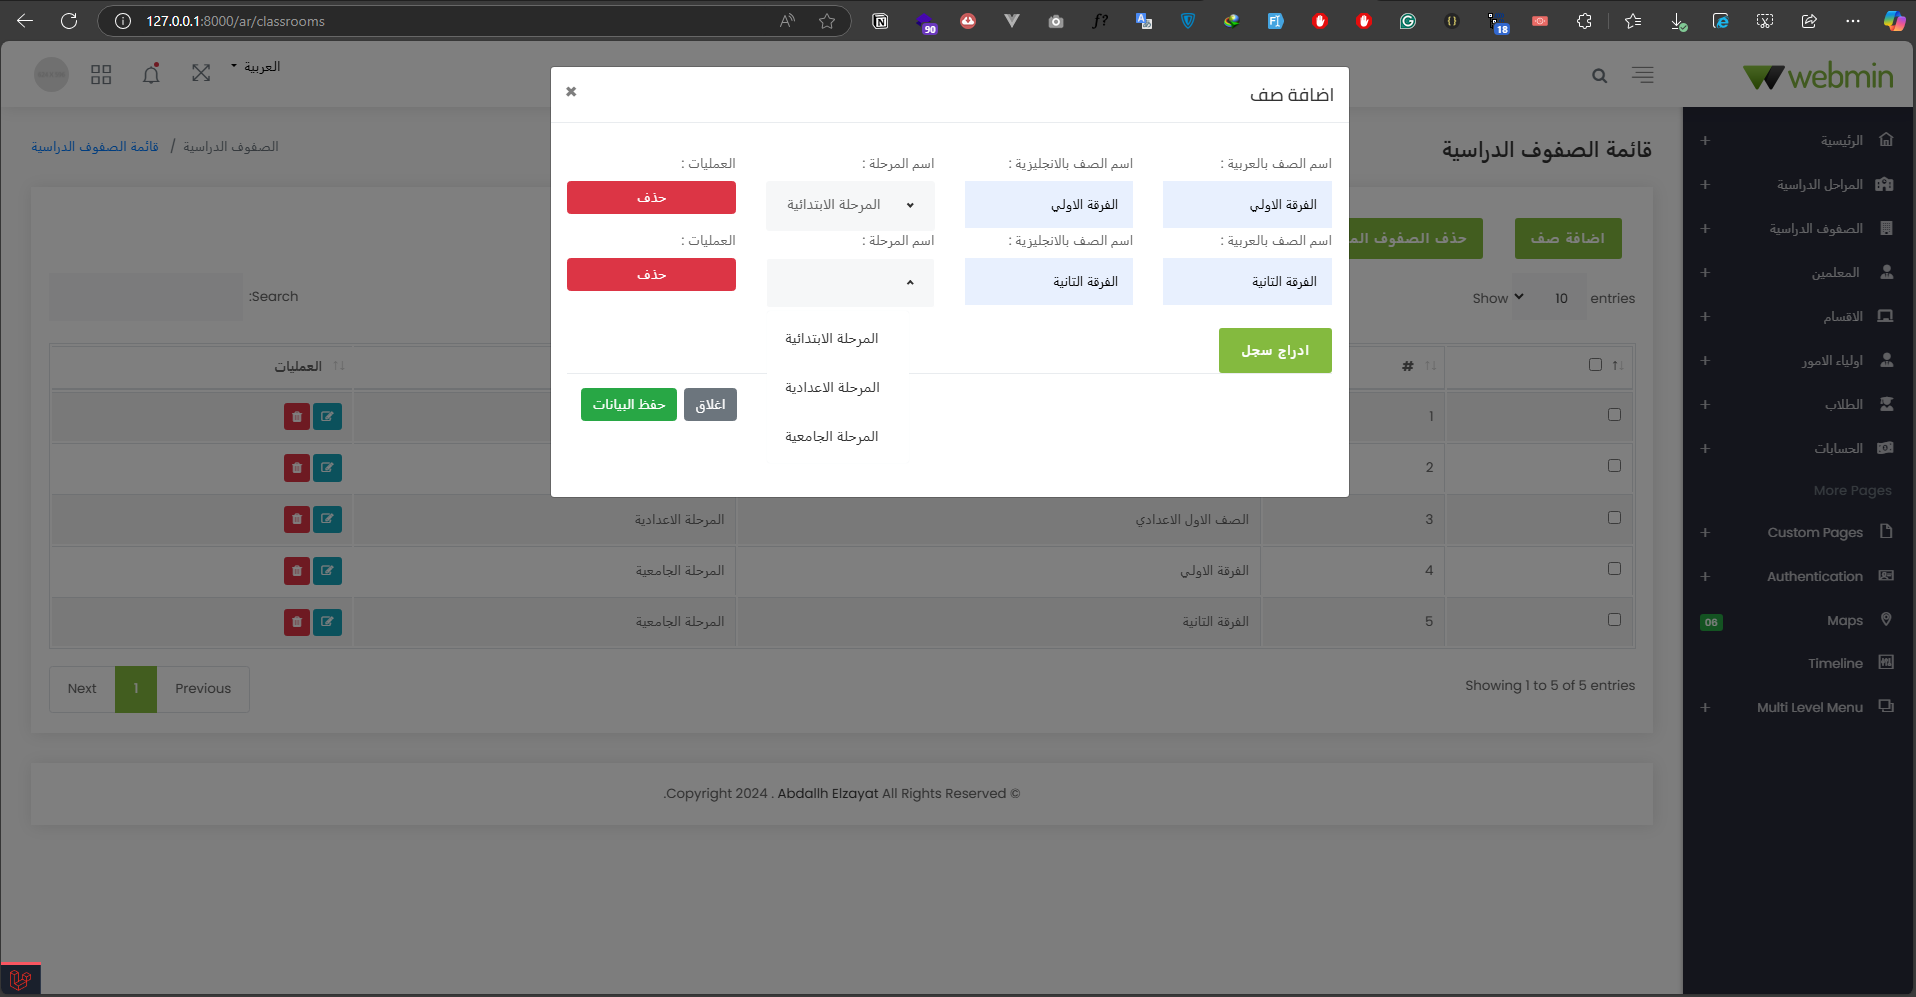 127.0.0.1:8000/ar/classrooms
90
18
webmin
العربية
قائمة الصفوف الدراسية
الصفوف الدراسية / قائمة الصفوف الدراسية
اضافة صف
اسم الصف بالعربية :
اسم الصف بالانجليزية :
اسم المرحلة :
العمليات :
الفرقة الاولي
الفرقة الاولي
المرحلة الابتدائية
حذف
اسم الصف بالعربية :
اسم الصف بالانجليزية :
اسم المرحلة :
العمليات :
الفرقة التانية
الفرقة التانية
حذف
المرحلة الابتدائية
المرحلة الاعدادية
المرحلة الجامعية
ادراج سجل
اغلاق
حفظ البيانات
اضافة صف
حذف الصفوف
Show 10 entries
Search:
#
العمليات
1
2
3
الصف الاول الاعدادي
المرحلة الاعدادية
4
الفرقة الاولي
المرحلة الجامعية
5
الفرقة التانية
المرحلة الجامعية
Showing 1 to 5 of 5 entries
Previous
1
Next
.Copyright 2024 . Abdallh Elzayat All Rights Reserved ©
الرئيسية
المراحل الدراسية
الصفوف الدراسية
المعلمين
الاقسام
اولياء الامور
الطلاب
الحسابات
More Pages
Custom Pages
Authentication
Maps
06
Timeline
Multi Level Menu